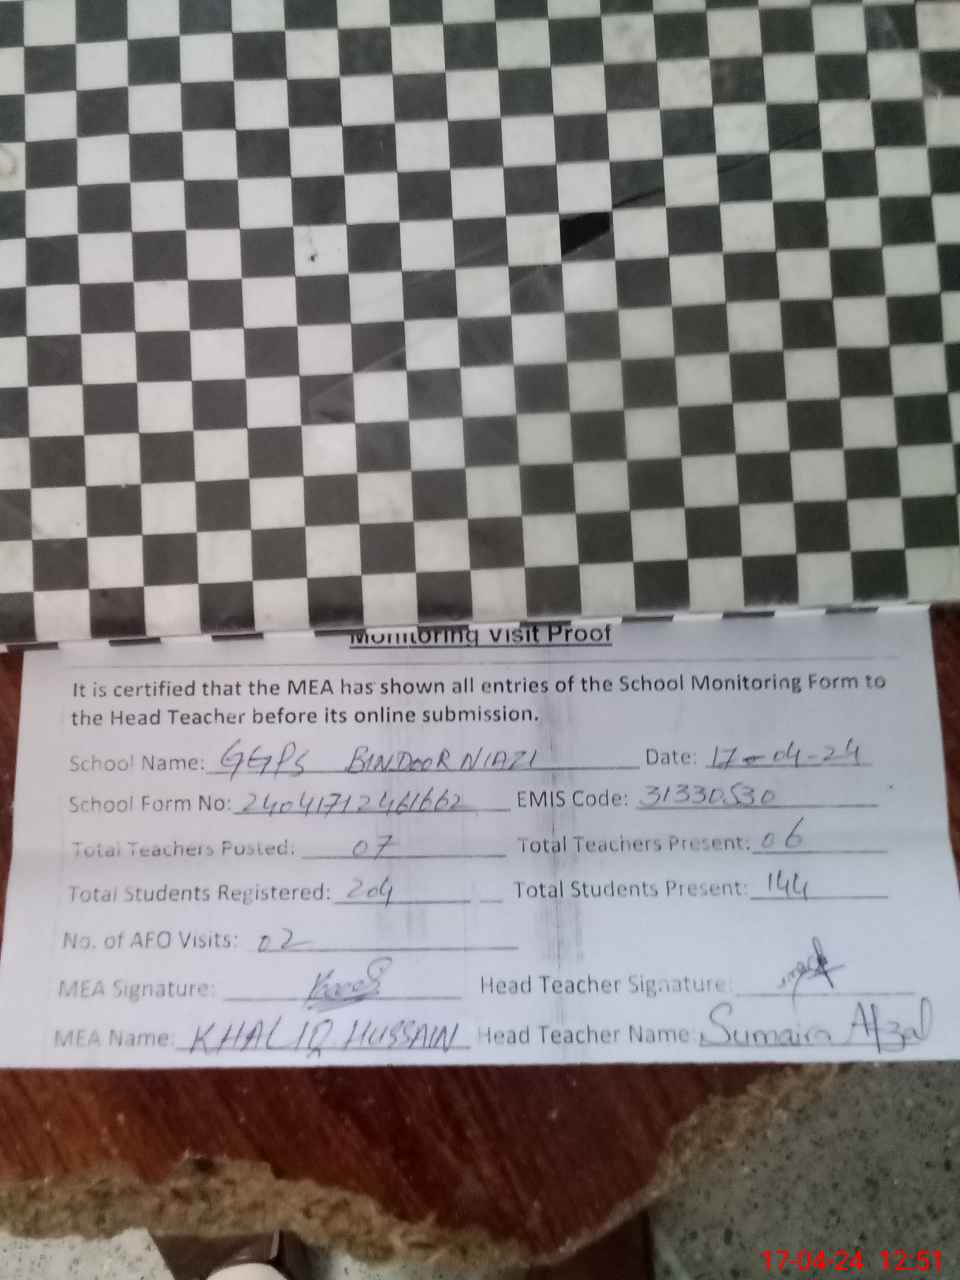 Monitoring Visit Proof
It is certified that the MEA has shown all entries of the School Monitoring Form to
the Head Teacher before its online submission.
School Name: GGPS BINDOOR NIAZI Date: 17-04-24
School Form No: 24041712461662 EMIS Code: 31330530
Total Teachers Posted: 07 Total Teachers Present: 06
Total Students Registered: 204 Total Students Present: 144
No. of AEO Visits: 02
MEA Signature: Head Teacher Signature:
MEA Name: KHALIQ HUSSAIN Head Teacher Name: Sumaira Afzal
17-04-24 12:51